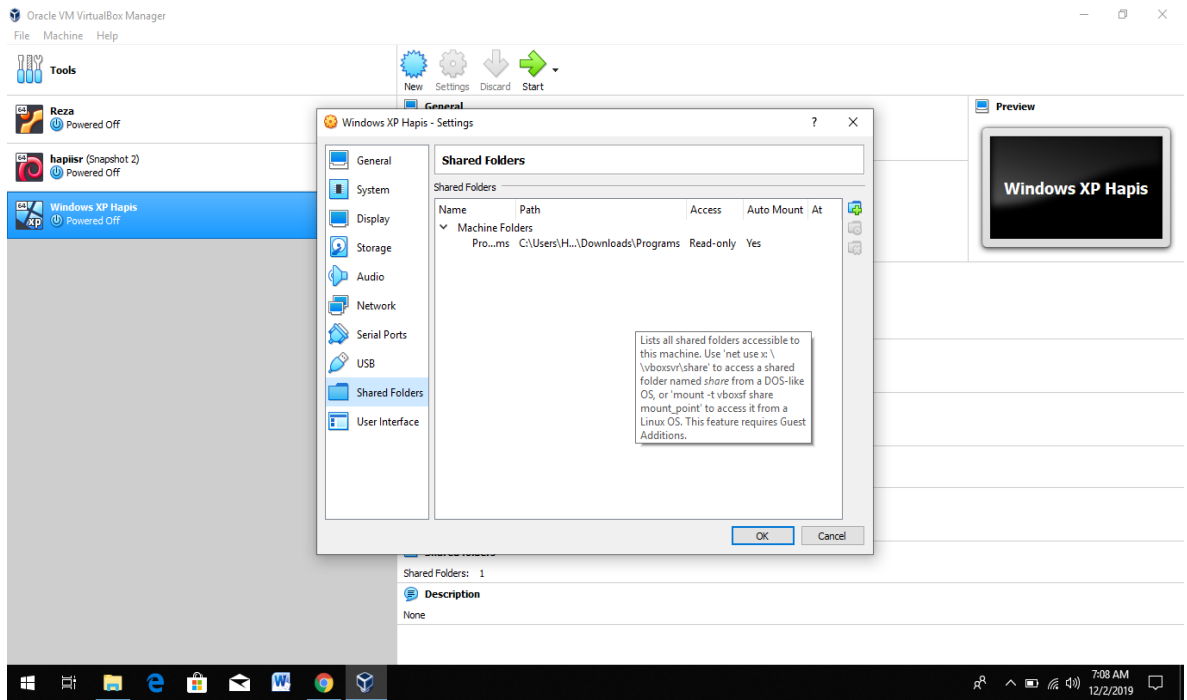 Oracle VM VirtualBox Manager
File Machine Help
Tools
New Settings Discard Start
64 Reza
Powered Off
64 hapiisr (Snapshot 2)
Powered Off
64 XP Windows XP Hapis
Powered Off
General
Preview
Windows XP Hapis
Windows XP Hapis - Settings ?
General
System
Display
Storage
Audio
Network
Serial Ports
USB
Shared Folders
User Interface
Shared Folders
Shared Folders
Name Path Access Auto Mount At
Machine Folders
Pro...ms C:\Users\H...\Downloads\Programs Read-only Yes
Lists all shared folders accessible to
this machine. Use 'net use x: \
\vboxsvr\share' to access a shared
folder named share from a DOS-like
OS, or 'mount -t vboxsf share
mount_point' to access it from a
Linux OS. This feature requires Guest
Additions.
OK Cancel
Shared Folders: 1
Description
None
7:08 AM
12/2/2019